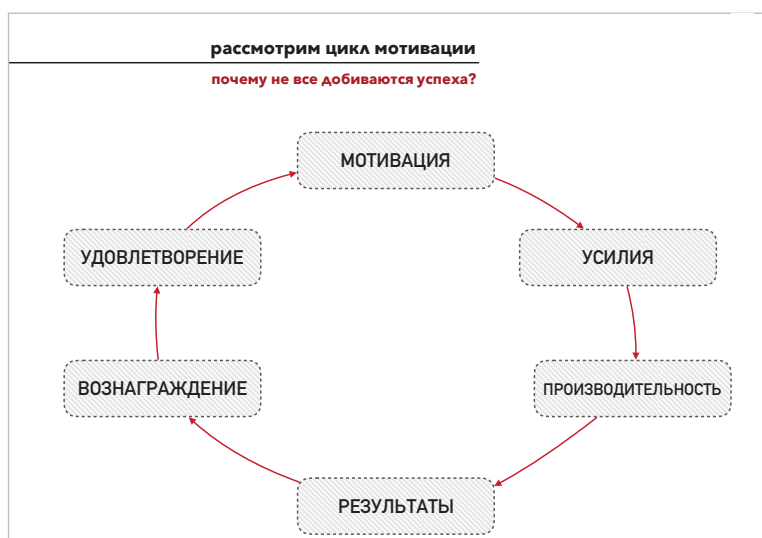 рассмотрим цикл мотивации
почему не все добиваются успеха?
МОТИВАЦИЯ
УСИЛИЯ
ПРОИЗВОДИТЕЛЬНОСТЬ
РЕЗУЛЬТАТЫ
ВОЗНАГРАЖДЕНИЕ
УДОВЛЕТВОРЕНИЕ